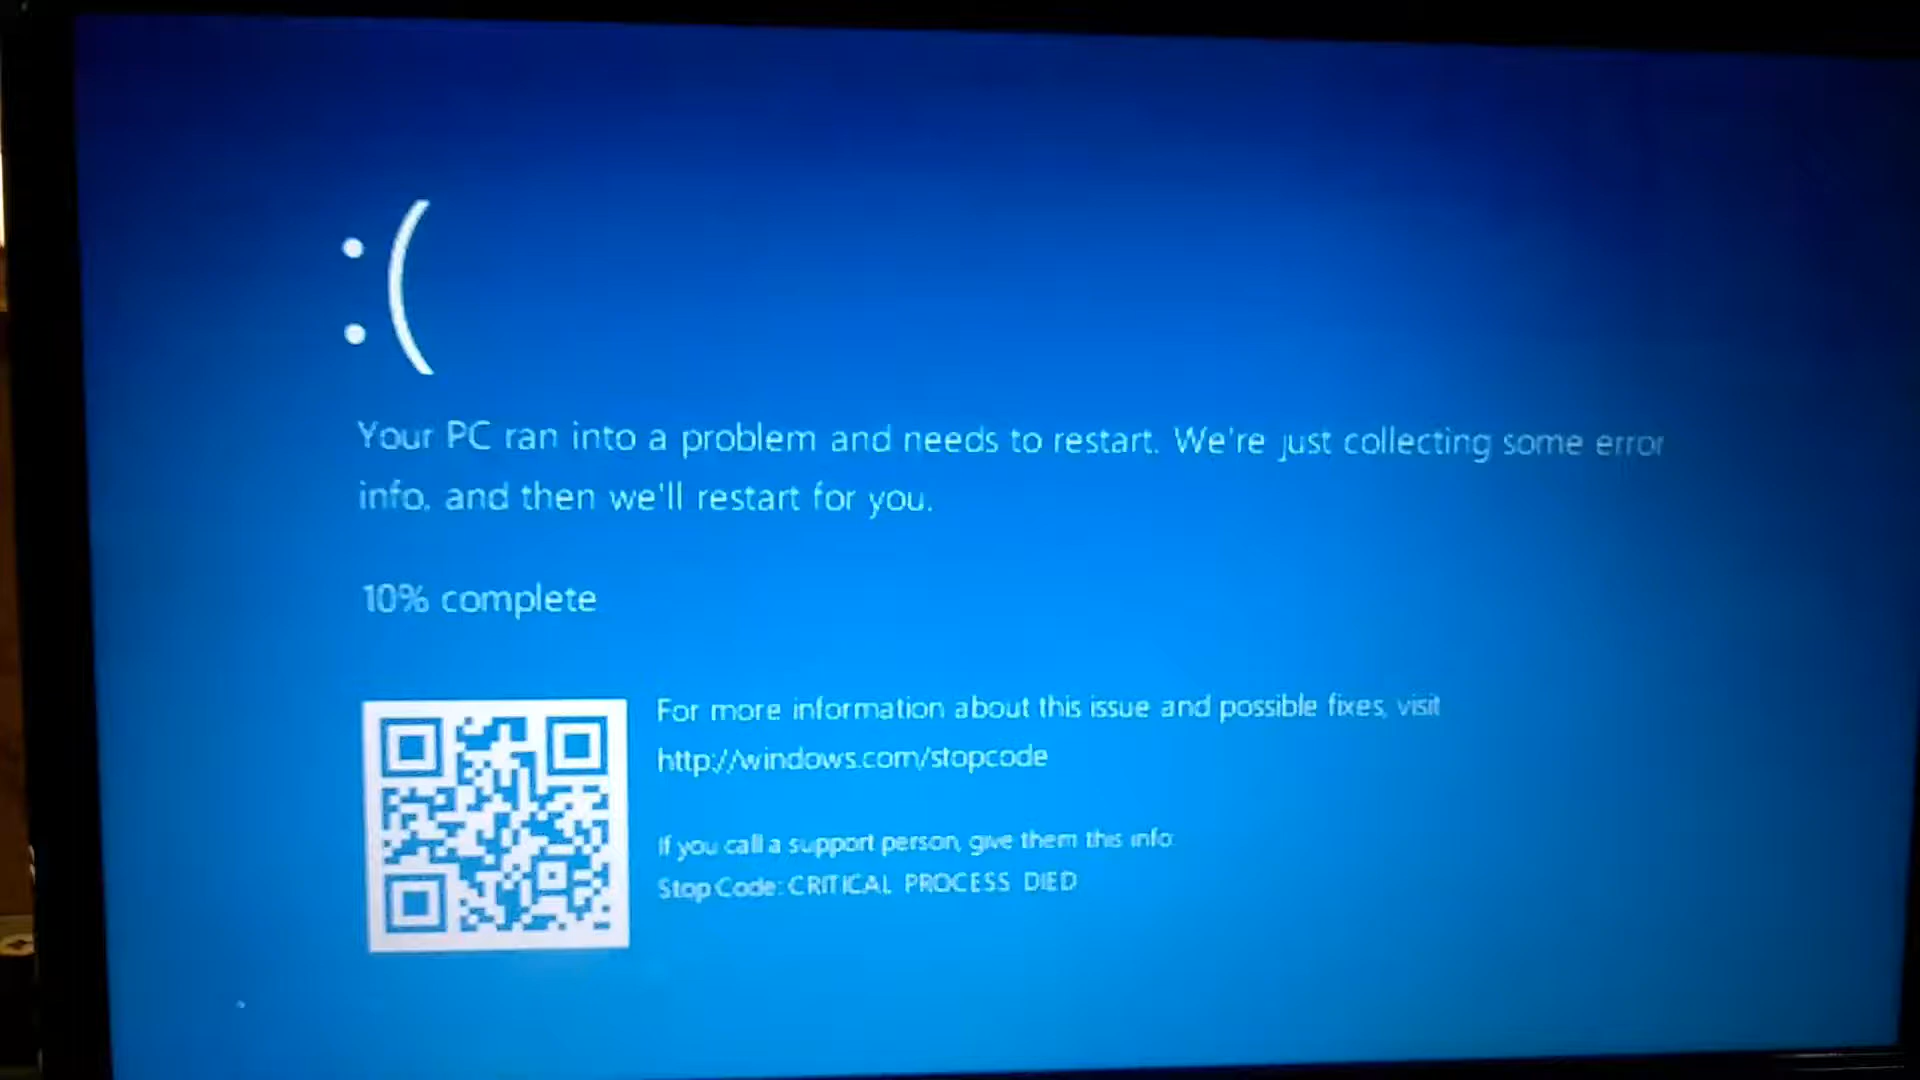 :(
Your PC ran into a problem and needs to restart. We're just collecting some error
info, and then we'll restart for you.
10% complete
For more information about this issue and possible fixes, visit
http://windows.com/stopcode
If you call a support person, give them this info:
Stop Code: CRITICAL PROCESS DIED